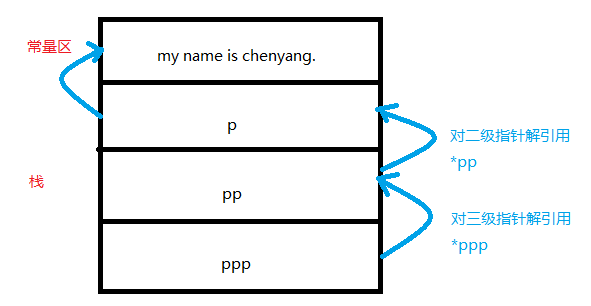 常量区
my name is chenyang.
p
对二级指针解引用
*pp
栈
pp
对三级指针解引用
*ppp
ppp